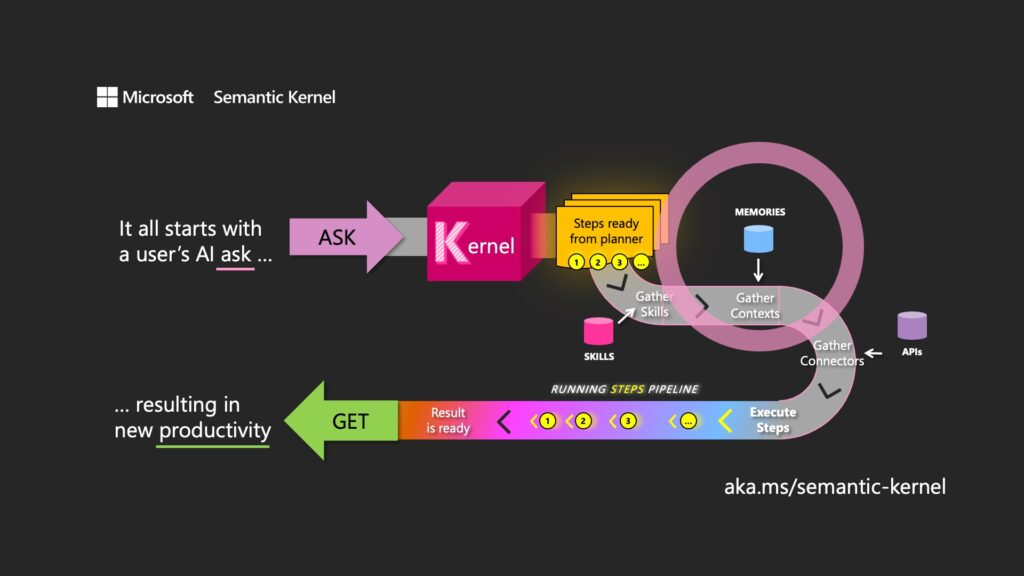 Microsoft Semantic Kernel
It all starts with
a user's AI ask ...
ASK
Kernel
Steps ready
from planner
1 2 3 ...
MEMORIES
Gather
Skills
Gather
Contexts
SKILLS
Gather
Connectors
APIs
... resulting in
new productivity
GET
Result
is ready
RUNNING STEPS PIPELINE
1 2 3 ...
Execute
Steps
aka.ms/semantic-kernel